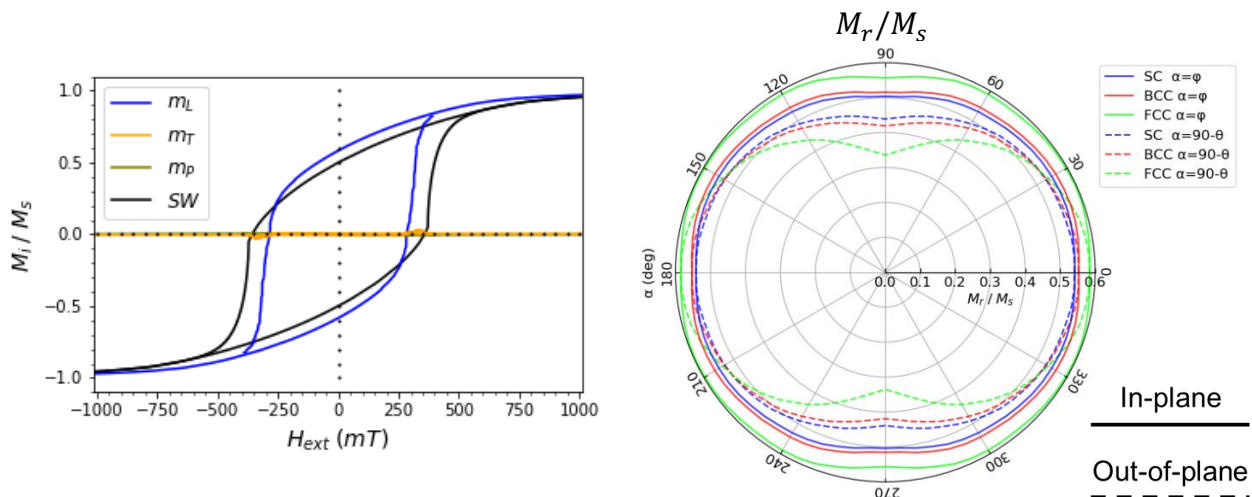 1.0
0.5
0.0
−0.5
−1.0
M_i / M_s
m_L
m_T
m_P
SW
−1000 −750 −500 −250 0 250 500 750 1000
H_ext (mT)
M_r/M_s
90
120 60
150 30
α (deg)
180 0
0.0 0.1 0.2 0.3 0.4 0.5 0.6
M_r / M_s
210 330
240 300
270
SC α=φ
BCC α=φ
FCC α=φ
SC α=90-θ
BCC α=90-θ
FCC α=90-θ
In-plane
Out-of-plane